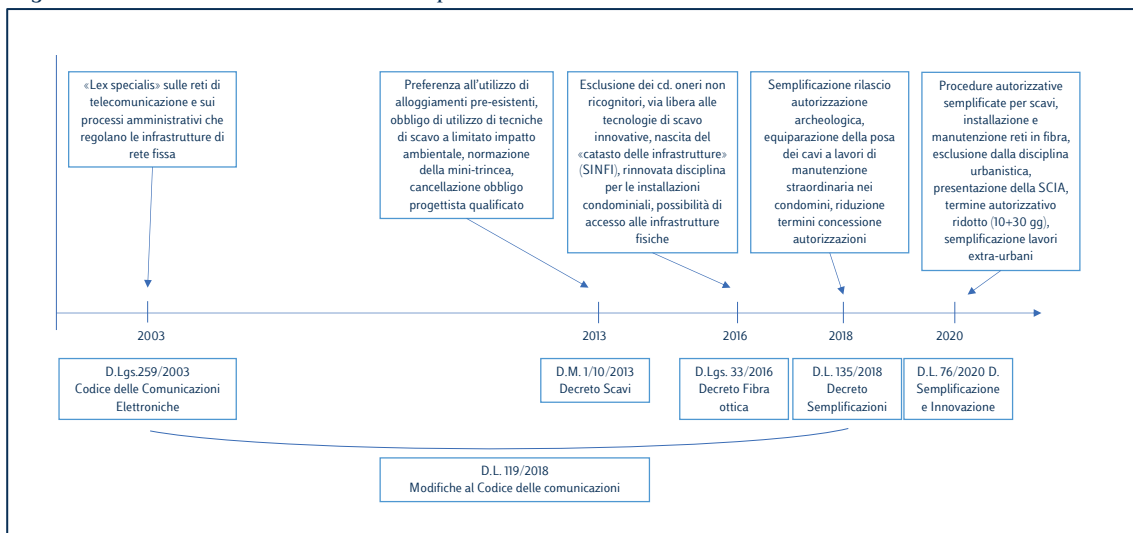 «Lex specialis» sulle reti di
telecomunicazione e sui
processi amministrativi che
regolano le infrastrutture di
rete fissa
Preferenza all'utilizzo di
alloggiamenti pre-esistenti,
obbligo di utilizzo di tecniche
di scavo a limitato impatto
ambientale, normazione
della mini-trincea,
cancellazione obbligo
progettista qualificato
Esclusione dei cd. oneri non
ricognitori, via libera alle
tecnologie di scavo
innovative, nascita del
«catasto delle infrastrutture»
(SINFI), rinnovata disciplina
per le installazioni
condominiali, possibilità di
accesso alle infrastrutture
fisiche
Semplificazione rilascio
autorizzazione
archeologica,
equiparazione della posa
dei cavi a lavori di
manutenzione
straordinaria nei
condomini, riduzione
termini concessione
autorizzazioni
Procedure autorizzative
semplificate per scavi,
installazione e
manutenzione reti in fibra,
esclusione dalla disciplina
urbanistica,
presentazione della SCIA,
termine autorizzativo
ridotto (10+30 gg),
semplificazione lavori
extra-urbani
2003
2013
2016
2018
2020
D.Lgs.259/2003
Codice delle Comunicazioni
Elettroniche
D.M. 1/10/2013
Decreto Scavi
D.Lgs. 33/2016
Decreto Fibra
ottica
D.L. 135/2018
Decreto
Semplificazioni
D.L. 76/2020 D.
Semplificazione
e Innovazione
D.L. 119/2018
Modifiche al Codice delle comunicazioni